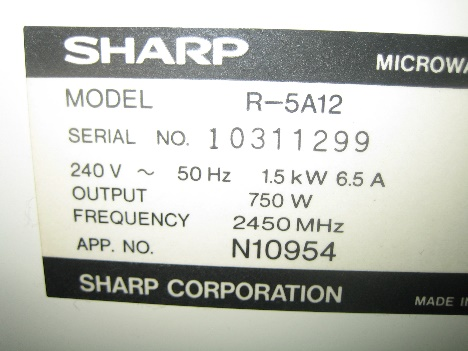 SHARP MICROWA
MODEL R-5A12
SERIAL NO. 10311299
240 V ~ 50 Hz 1.5 kW 6.5 A
OUTPUT 750 W
FREQUENCY 2450 MHz
APP. NO. N10954
SHARP CORPORATION MADE IN